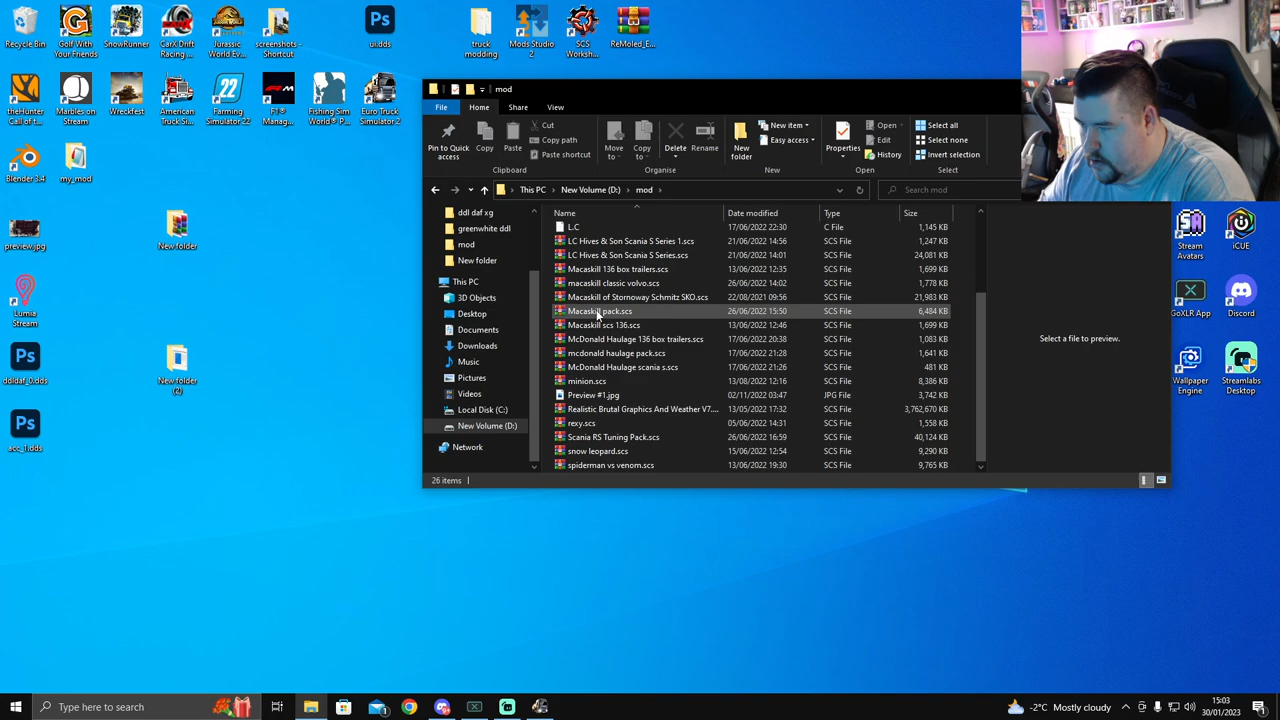 Recycle Bin
Golf With Your Friends
SnowRunner
CarX Drift Racing ...
Jurassic World Ev...
screenshots - Shortcut
ui.dds
truck modding
Mods Studio 2
SCS Worksh...
ReMoled_E...
theHunter Call of t...
Marbles on Stream
Wreckfest
American Truck Si...
Farming Simulator 22
F1® Manag...
Fishing Sim World® P...
Euro Truck Simulator 2
Blender 3.4
my_mod
preview.jpg
New folder
Lumia Stream
ddldaf_0.dds
New folder (2)
acc_1.dds
mod
File
Home
Share
View
Pin to Quick access
Copy
Paste
Cut
Copy path
Paste shortcut
Clipboard
Move to
Copy to
Delete
Rename
Organise
New folder
New item
Easy access
New
Properties
Open
Edit
History
Open
Select all
Select none
Invert selection
Select
This PC > New Volume (D:) > mod >
Search mod
ddl daf xg
greenwhite ddl
mod
New folder
This PC
3D Objects
Desktop
Documents
Downloads
Music
Pictures
Videos
Local Disk (C:)
New Volume (D:)
Network
Name Date modified Type Size
L.C 17/06/2022 22:30 C File 1,145 KB
LC Hives & Son Scania S Series 1.scs 21/06/2022 14:56 SCS File 1,247 KB
LC Hives & Son Scania S Series.scs 21/06/2022 14:01 SCS File 24,081 KB
Macaskill 136 box trailers.scs 13/06/2022 12:35 SCS File 1,699 KB
macaskill classic volvo.scs 26/06/2022 14:02 SCS File 1,778 KB
Macaskill of Stornoway Schmitz SKO.scs 22/08/2021 09:56 SCS File 21,983 KB
Macaskill pack.scs 26/06/2022 15:50 SCS File 6,484 KB
Macaskill scs 136.scs 13/06/2022 12:46 SCS File 1,699 KB
McDonald Haulage 136 box trailers.scs 17/06/2022 20:38 SCS File 1,083 KB
mcdonald haulage pack.scs 17/06/2022 21:28 SCS File 1,641 KB
McDonald Haulage scania s.scs 17/06/2022 21:26 SCS File 481 KB
minion.scs 13/08/2022 12:16 SCS File 8,386 KB
Preview #1.jpg 02/11/2022 03:47 JPG File 3,742 KB
Realistic Brutal Graphics And Weather V7.... 13/05/2022 17:32 SCS File 3,762,670 KB
rexy.scs 05/06/2022 14:31 SCS File 1,558 KB
Scania RS Tuning Pack.scs 26/06/2022 16:59 SCS File 40,124 KB
snow leopard.scs 15/06/2022 12:54 SCS File 9,290 KB
spiderman vs venom.scs 13/06/2022 19:30 SCS File 9,765 KB
Select a file to preview.
26 items
Stream Avatars
iCUE
GoXLR App
Discord
Wallpaper Engine
Streamlabs Desktop
Type here to search
-2°C Mostly cloudy
15:03
30/01/2023